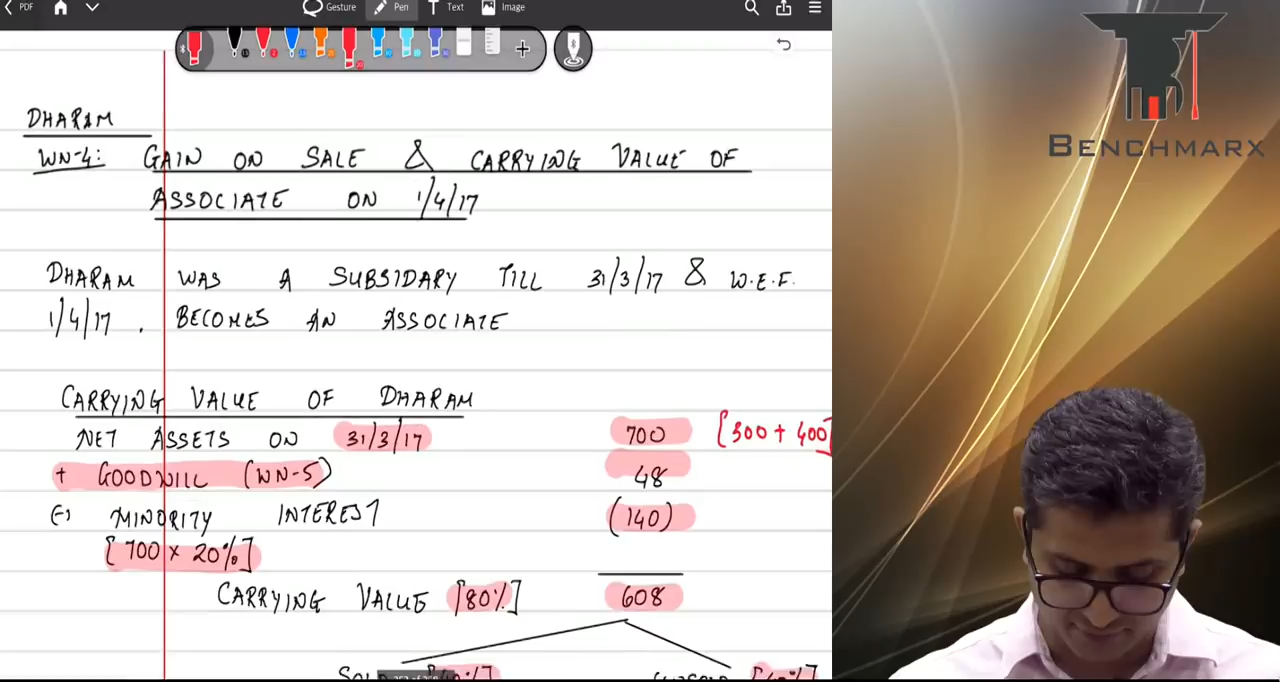 PDF
Gesture
Pen
Text
Image
DHARAM
WN-4: GAIN ON SALE & CARRYING VALUE OF
ASSOCIATE ON 1/4/17
DHARAM WAS A SUBSIDARY TILL 31/3/17 & W.E.F.
1/4/17, BECOMES AN ASSOCIATE
CARRYING VALUE OF DHARAM
NET ASSETS ON 31/3/17 700 [300 + 400]
+ GOODWILL (WN-5) 48
(-) MINORITY INTEREST (140)
[700 × 20%]
CARRYING VALUE [80%] 608
BENCHMARX